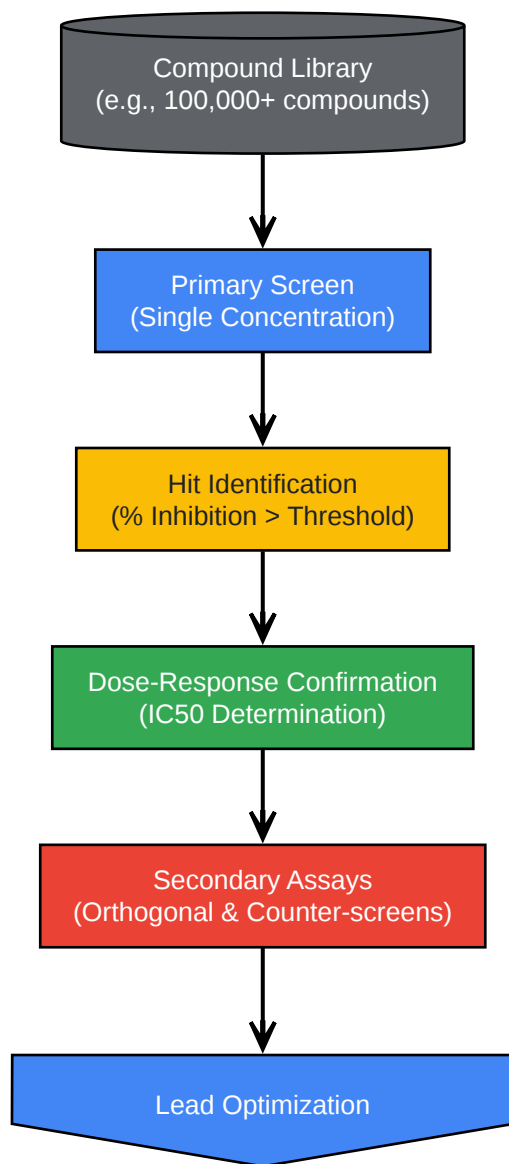 Compound Library
(e.g., 100,000+ compounds)
Primary Screen
(Single Concentration)
Hit Identification
(% Inhibition > Threshold)
Dose-Response Confirmation
(IC50 Determination)
Secondary Assays
(Orthogonal & Counter-screens)
Lead Optimization